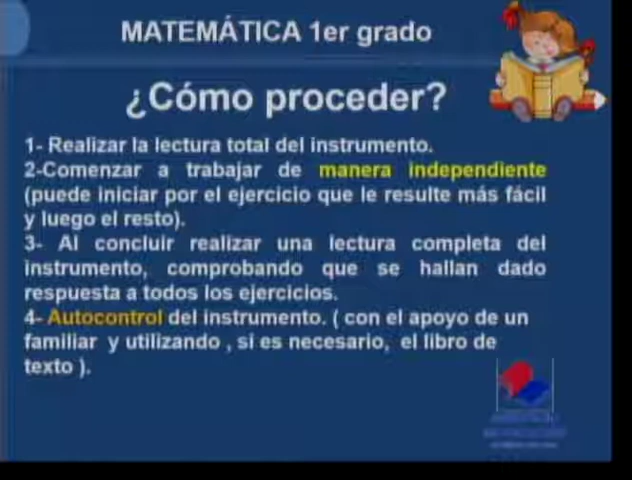 MATEMÁTICA 1er grado
¿Cómo proceder?
1- Realizar la lectura total del instrumento.
2-Comenzar a trabajar de manera independiente
(puede iniciar por el ejercicio que le resulte más fácil
y luego el resto).
3- Al concluir realizar una lectura completa del
instrumento, comprobando que se hallan dado
respuesta a todos los ejercicios.
4- Autocontrol del instrumento. ( con el apoyo de un
familiar y utilizando , si es necesario, el libro de
texto ).